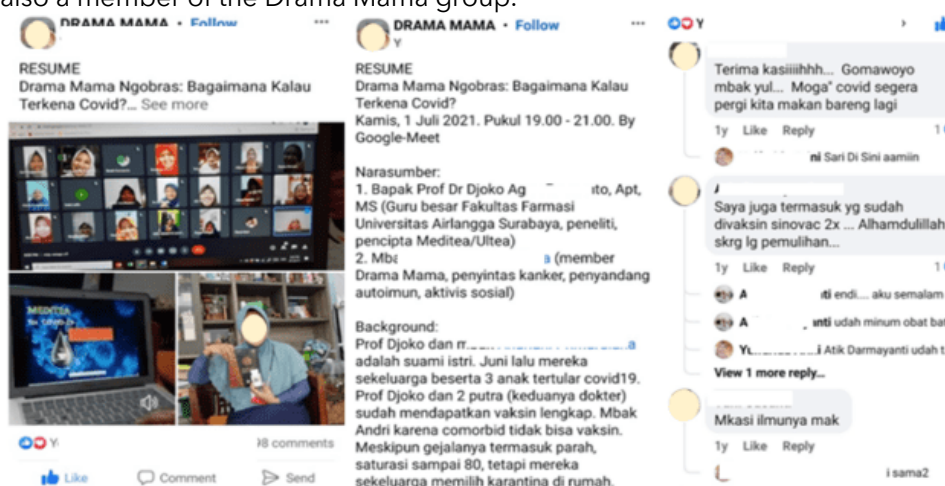 also a member of the Drama Mama group.
DRAMA MAMA • Follow
RESUME
Drama Mama Ngobras: Bagaimana Kalau
Terkena Covid?... See more
MEDITEA
98 comments
Like Comment Send
DRAMA MAMA • Follow
Y
RESUME
Drama Mama Ngobras: Bagaimana Kalau
Terkena Covid?
Kamis, 1 Juli 2021. Pukul 19.00 - 21.00. By
Google-Meet
Narasumber:
1. Bapak Prof Dr Djoko Ag ito, Apt,
MS (Guru besar Fakultas Farmasi
Universitas Airlangga Surabaya, peneliti,
pencipta Meditea/Ultea)
2. Mba a (member
Drama Mama, penyintas kanker, penyandang
autoimun, aktivis sosial)
Background:
Prof Djoko dan
adalah suami istri. Juni lalu mereka
sekeluarga beserta 3 anak tertular covid19.
Prof Djoko dan 2 putra (keduanya dokter)
sudah mendapatkan vaksin lengkap. Mbak
Andri karena comorbid tidak bisa vaksin.
Meskipun gejalanya termasuk parah,
saturasi sampai 80, tetapi mereka
sekeluarga memilih karantina di rumah.
Y
Terima kasiiiihhh... Gomawoyo
mbak yul... Moga" covid segera
pergi kita makan bareng lagi
1y Like Reply
ni Sari Di Sini aamiin
Saya juga termasuk yg sudah
divaksin sinovac 2x ... Alhamdulillah
skrg lg pemulihan...
1y Like Reply
A iti endi.... aku semalam
A anti udah minum obat bat
Yu i Atik Darmayanti udah t
View 1 more reply...
Mkasi ilmunya mak
1y Like Reply
i sama2